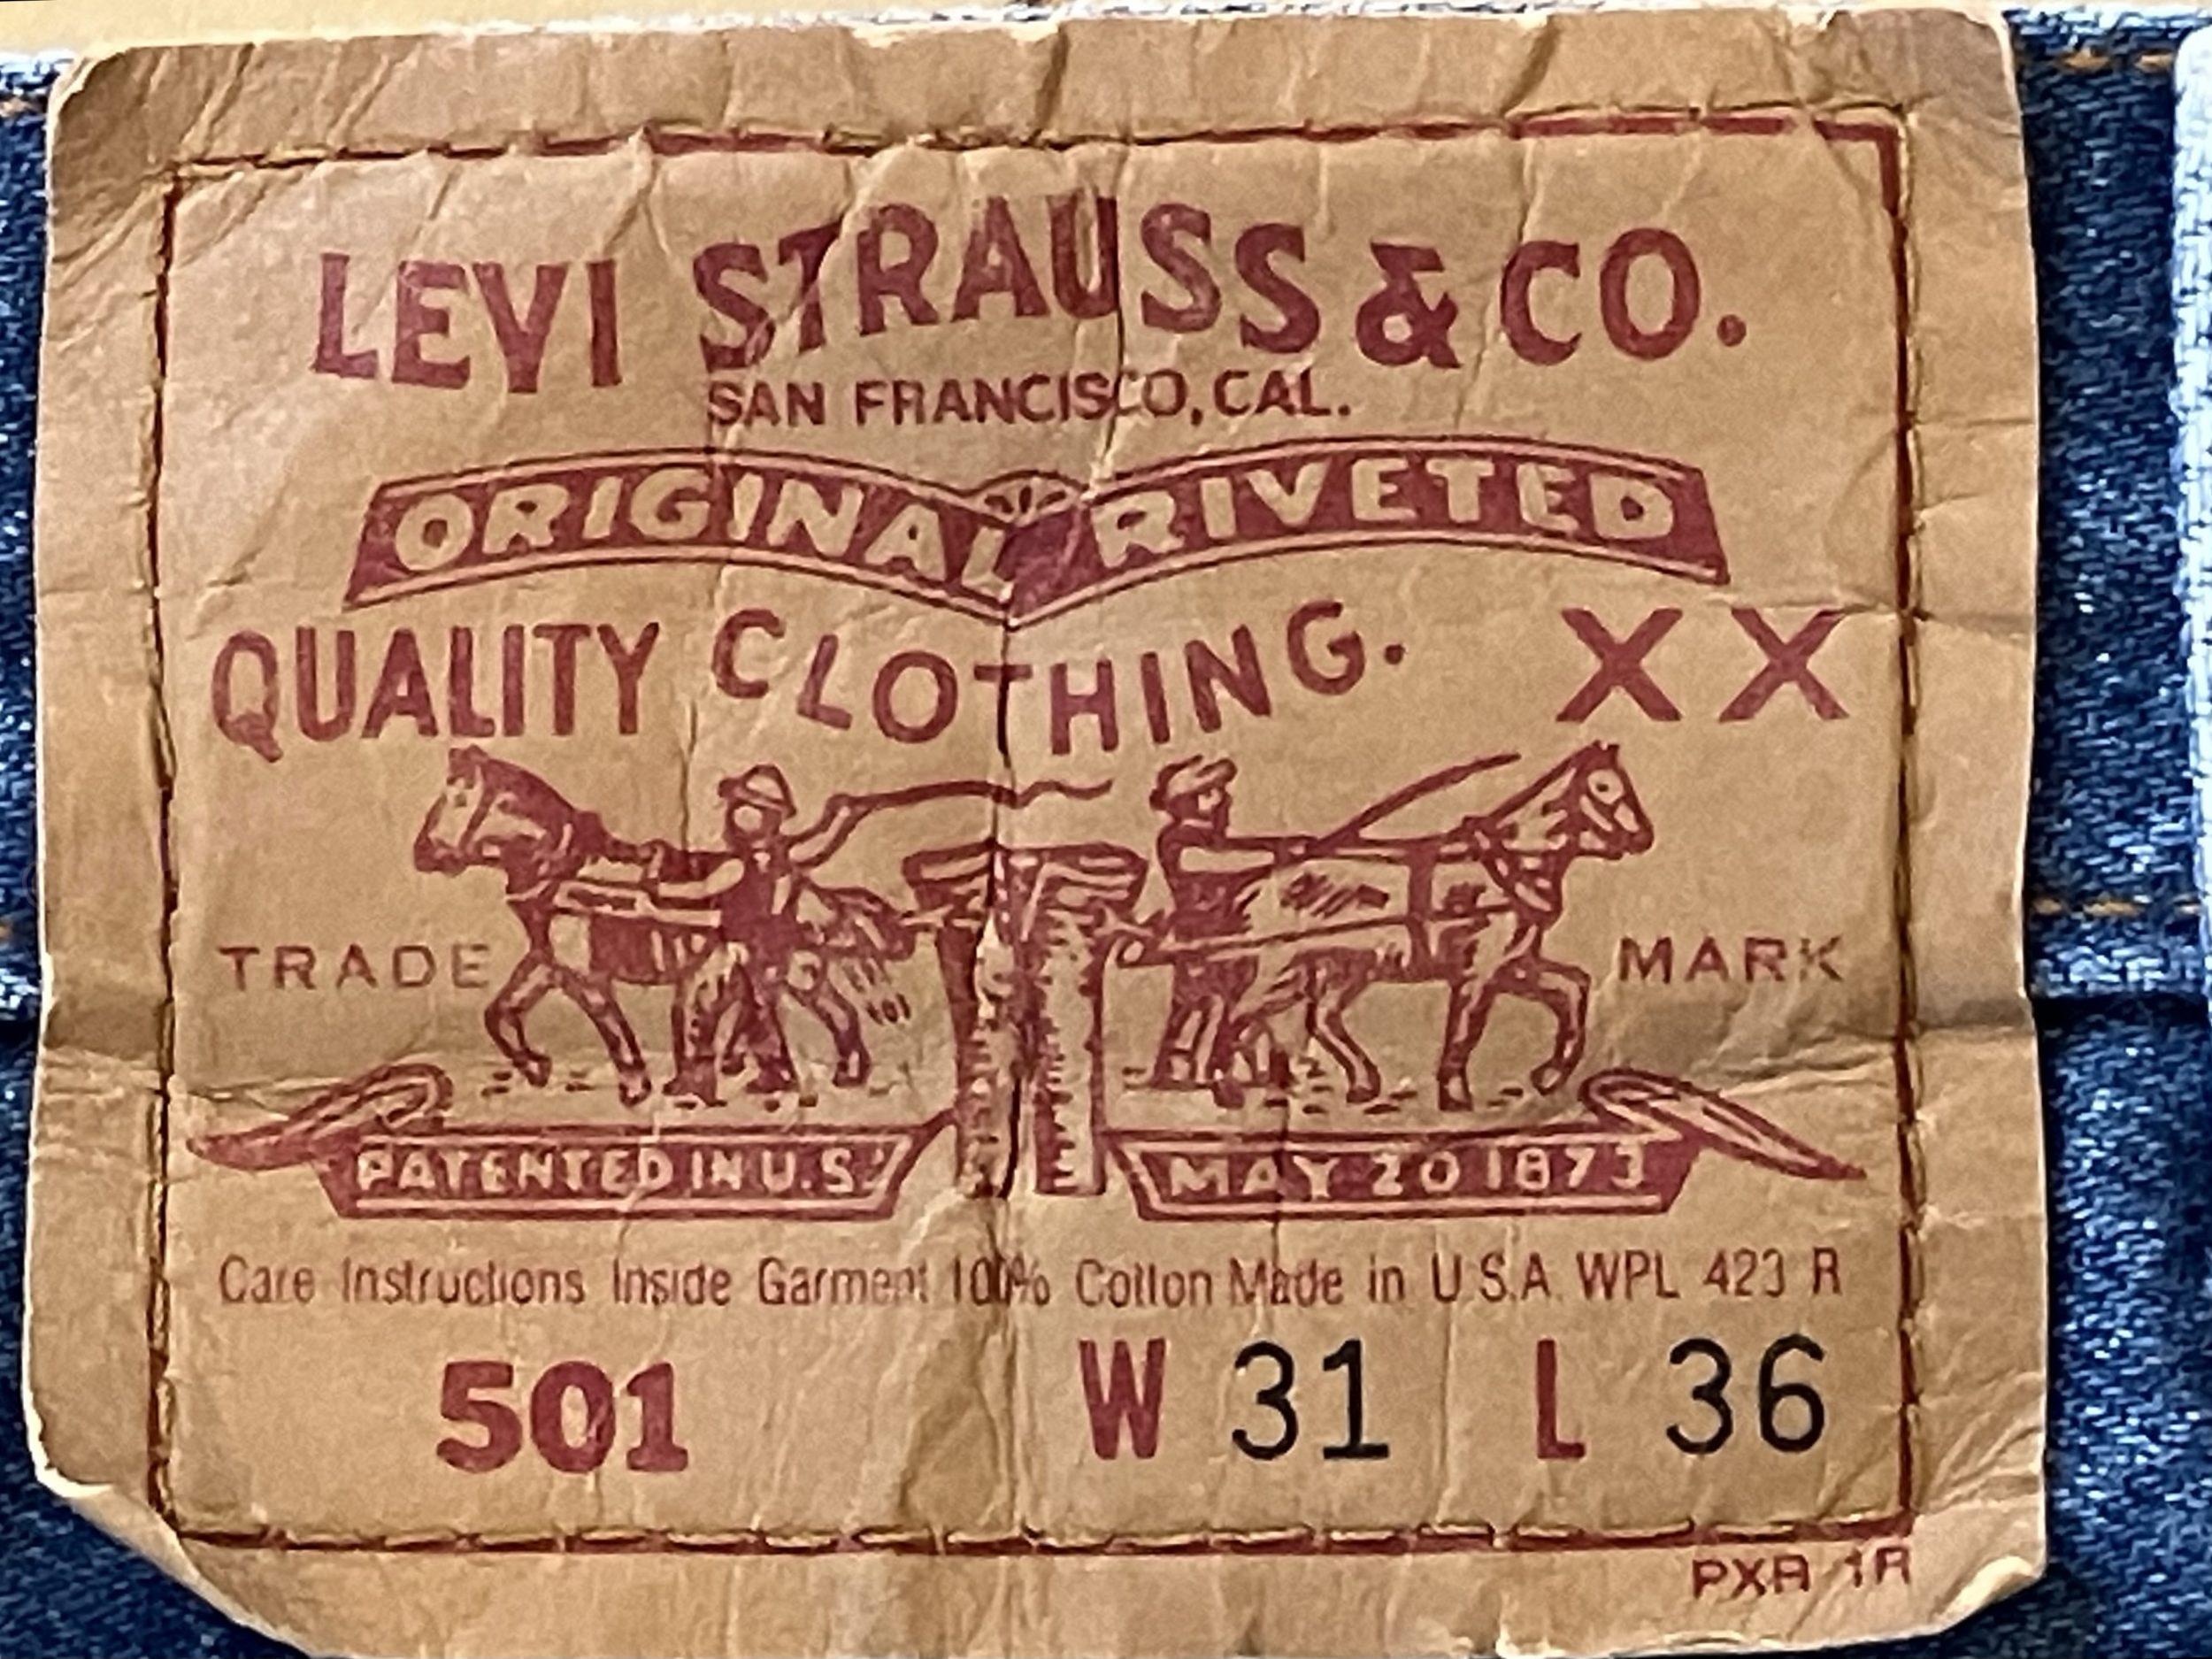 LEVI STRAUSS & CO.
SAN FRANCISCO, CAL.
ORIGINAL RIVETED
QUALITY CLOTHING. XX
TRADE MARK
PATENTED IN U.S. MAY 20 1873
Care Instructions Inside Garment 100% Cotton Made in U.S.A. WPL 423 R
501 W 31 L 36
PXR 1R